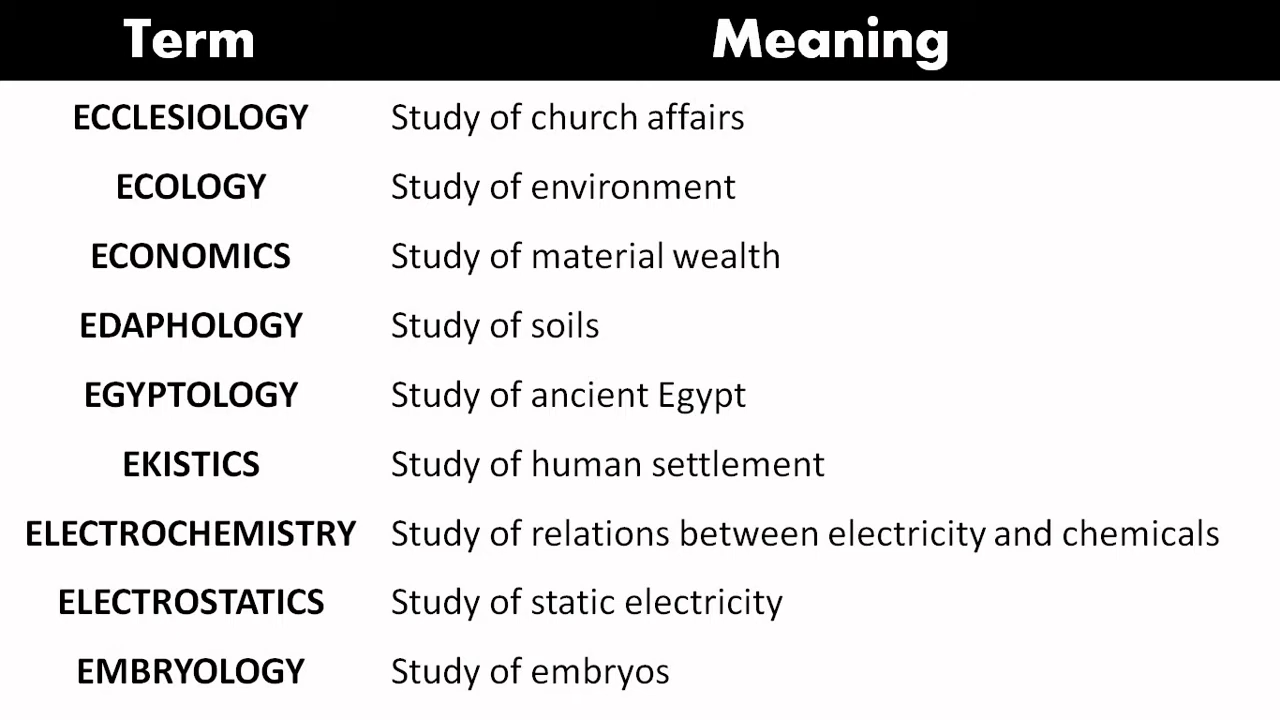 Term Meaning
ECCLESIOLOGY Study of church affairs
ECOLOGY Study of environment
ECONOMICS Study of material wealth
EDAPHOLOGY Study of soils
EGYPTOLOGY Study of ancient Egypt
EKISTICS Study of human settlement
ELECTROCHEMISTRY Study of relations between electricity and chemicals
ELECTROSTATICS Study of static electricity
EMBRYOLOGY Study of embryos